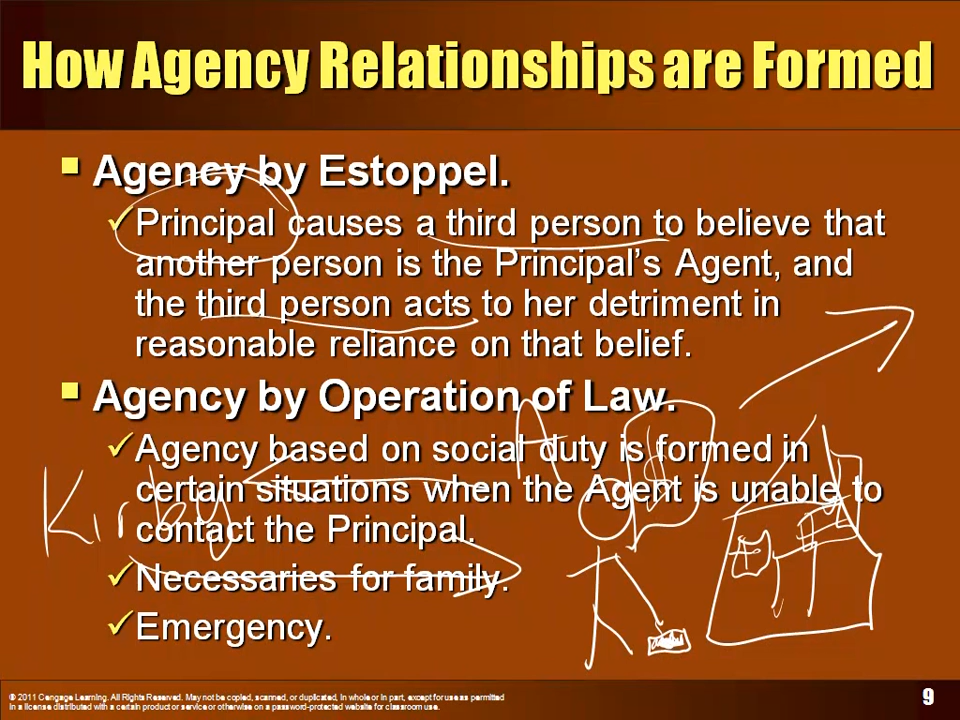 How Agency Relationships are Formed
Agency by Estoppel.
Principal causes a third person to believe that
another person is the Principal's Agent, and
the third person acts to her detriment in
reasonable reliance on that belief.
Agency by Operation of Law.
Agency based on social duty is formed in
certain situations when the Agent is unable to
contact the Principal.
Necessaries for family.
Emergency.
Kirby
A
$
© 2011 Cengage Learning. All Rights Reserved. May not be copied, scanned, or duplicated, in whole or in part, except for use as permitted
in a license distributed with a certain product or service or otherwise on a password-protected website for classroom use.
9